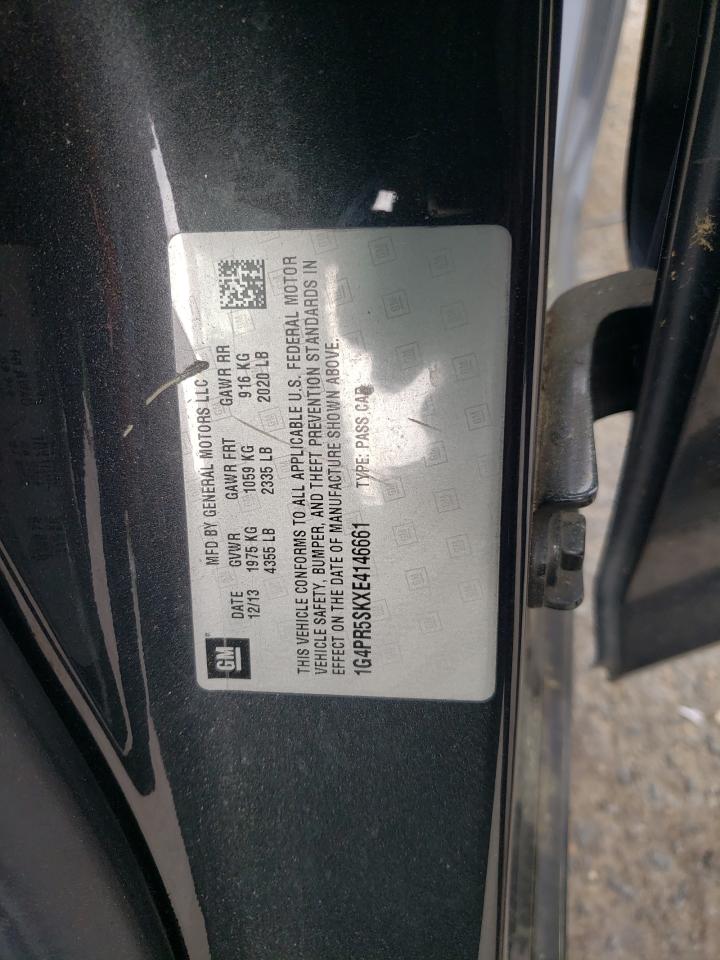 GM®
MFD BY GENERAL MOTORS LLC
DATE GVWR GAWR FRT GAWR RR
12/13 1975 KG 1059 KG 916 KG
4355 LB 2335 LB 2020 LB
THIS VEHICLE CONFORMS TO ALL APPLICABLE U.S. FEDERAL MOTOR
VEHICLE SAFETY, BUMPER, AND THEFT PREVENTION STANDARDS IN
EFFECT ON THE DATE OF MANUFACTURE SHOWN ABOVE.
1G4PR5SKXE4146661 TYPE: PASS CAR